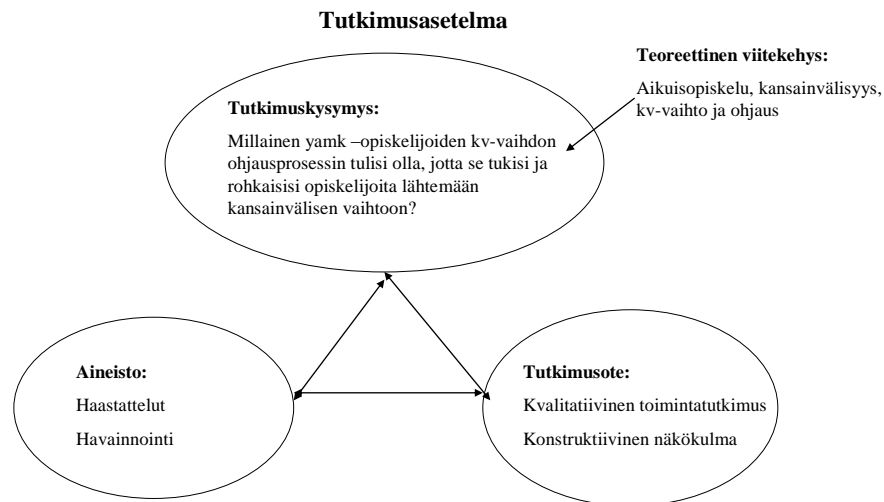 Tutkimusasetelma
Teoreettinen viitekehys:
Aikuisopiskelu, kansainvälisyys,
kv-vaihto ja ohjaus
Tutkimuskysymys:
Millainen yamk –opiskelijoiden kv-vaihdon
ohjausprosessin tulisi olla, jotta se tukisi ja
rohkaisisi opiskelijoita lähtemään
kansainvälisen vaihtoon?
Aineisto:
Haastattelut
Havainnointi
Tutkimusote:
Kvalitatiivinen toimintatutkimus
Konstruktiivinen näkökulma